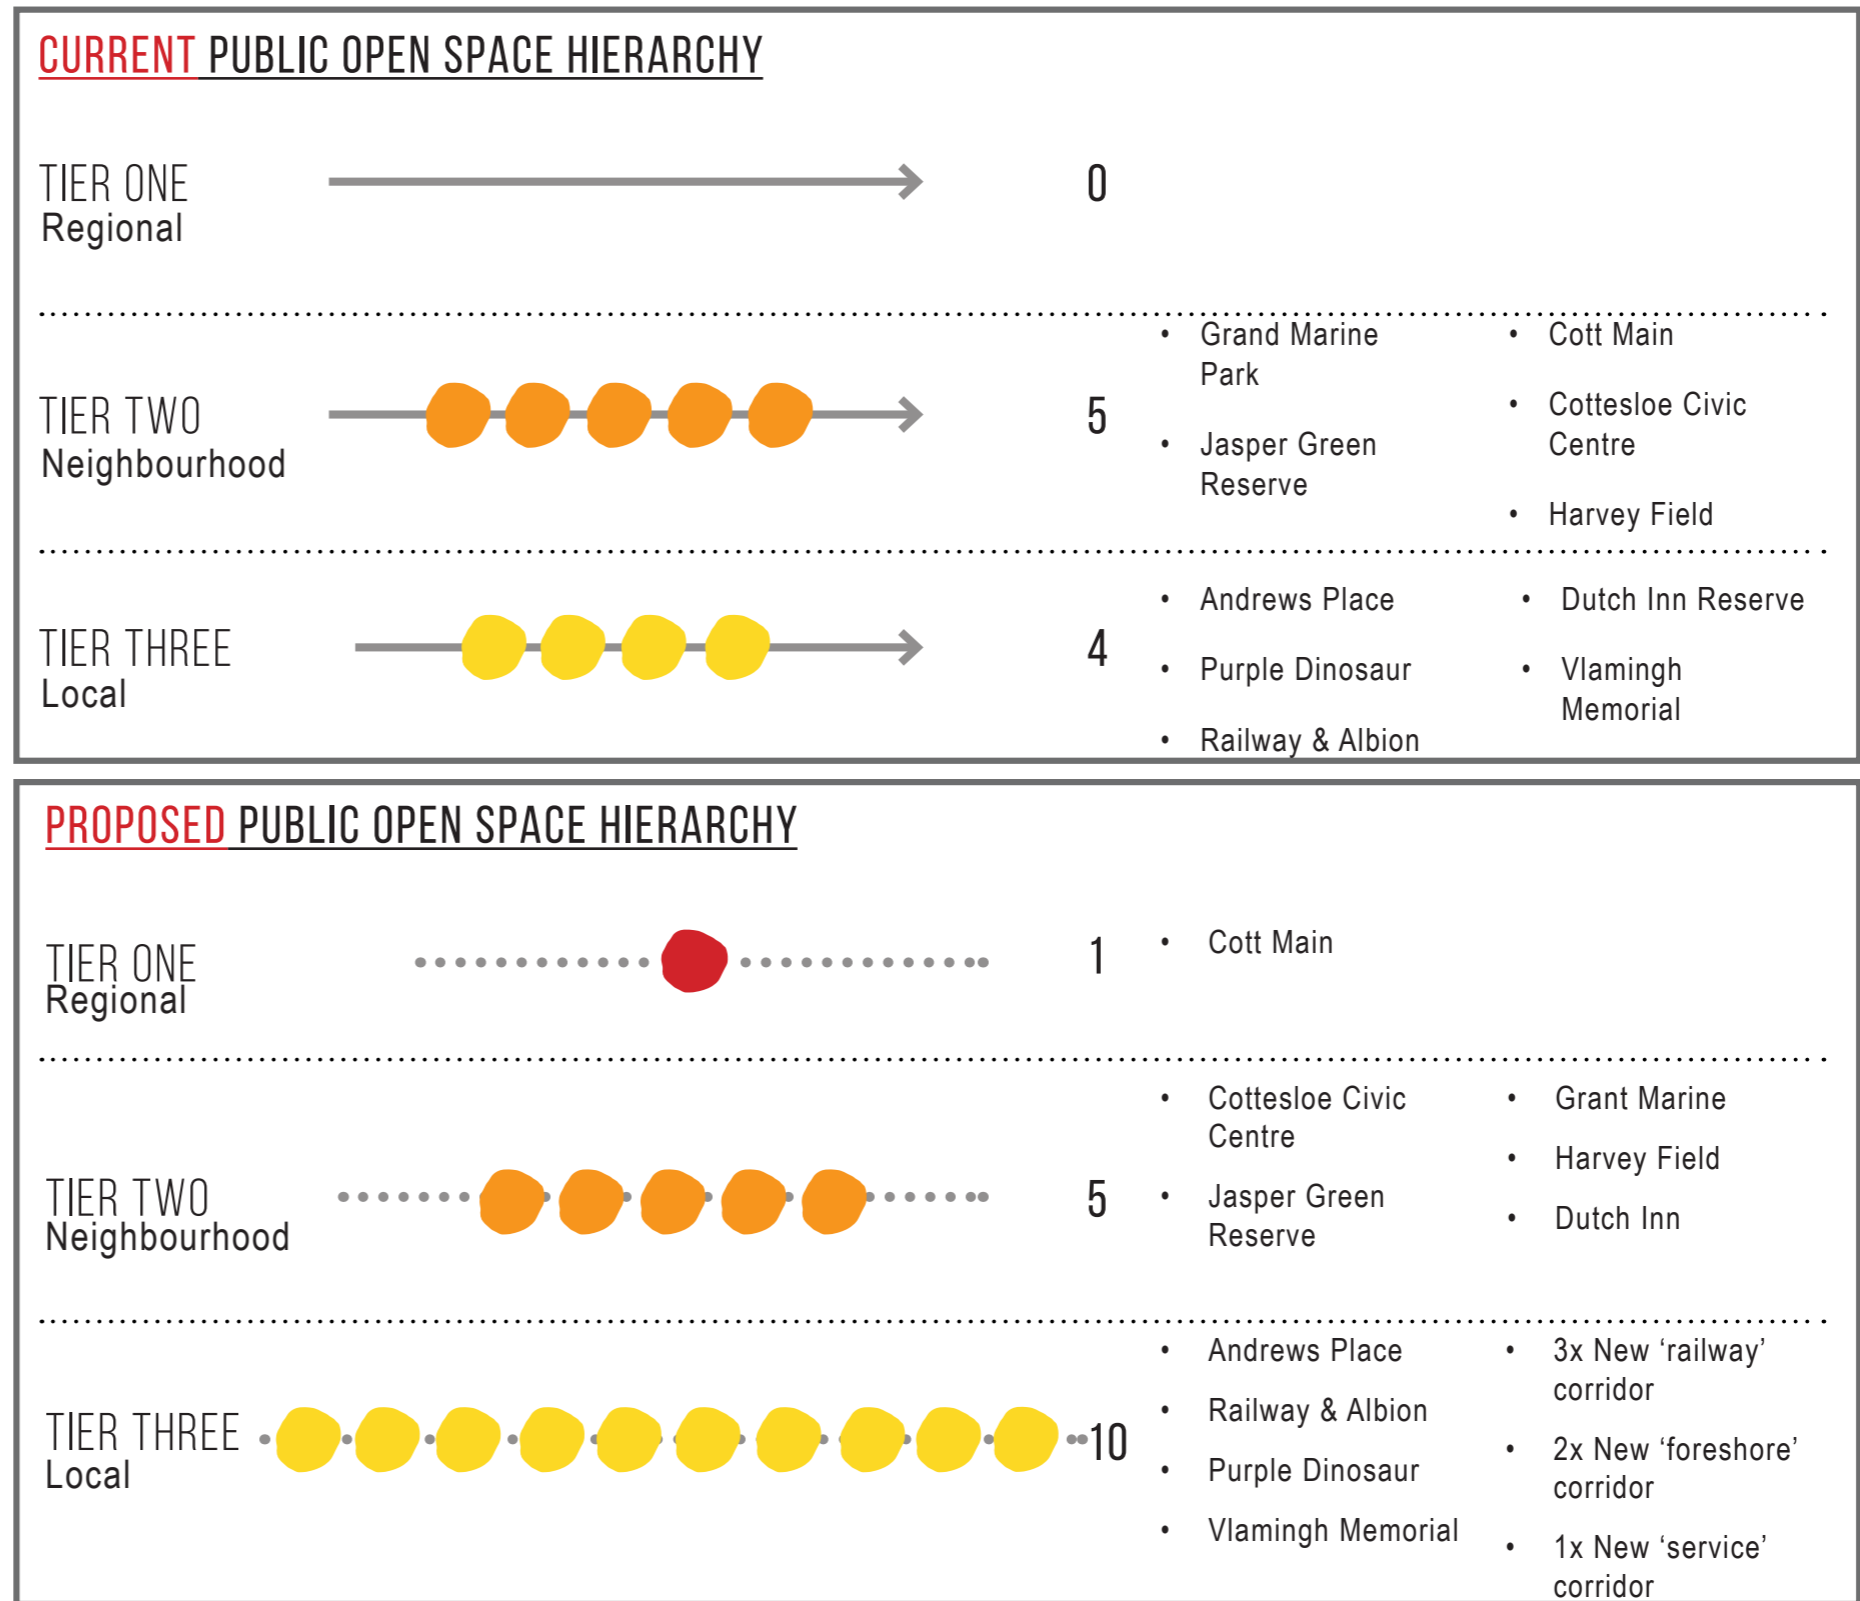 CURRENT PUBLIC OPEN SPACE HIERARCHY
TIER ONE
Regional
0
TIER TWO
Neighbourhood
5
• Grand Marine
Park
• Jasper Green
Reserve
• Cott Main
• Cottesloe Civic
Centre
• Harvey Field
TIER THREE
Local
4
• Andrews Place
• Purple Dinosaur
• Railway & Albion
• Dutch Inn Reserve
• Vlamingh
Memorial
PROPOSED PUBLIC OPEN SPACE HIERARCHY
TIER ONE
Regional
1
• Cott Main
TIER TWO
Neighbourhood
5
• Cottesloe Civic
Centre
• Jasper Green
Reserve
• Grant Marine
• Harvey Field
• Dutch Inn
TIER THREE
Local
10
• Andrews Place
• Railway & Albion
• Purple Dinosaur
• Vlamingh Memorial
• 3x New ‘railway’
corridor
• 2x New ‘foreshore’
corridor
• 1x New ‘service’
corridor